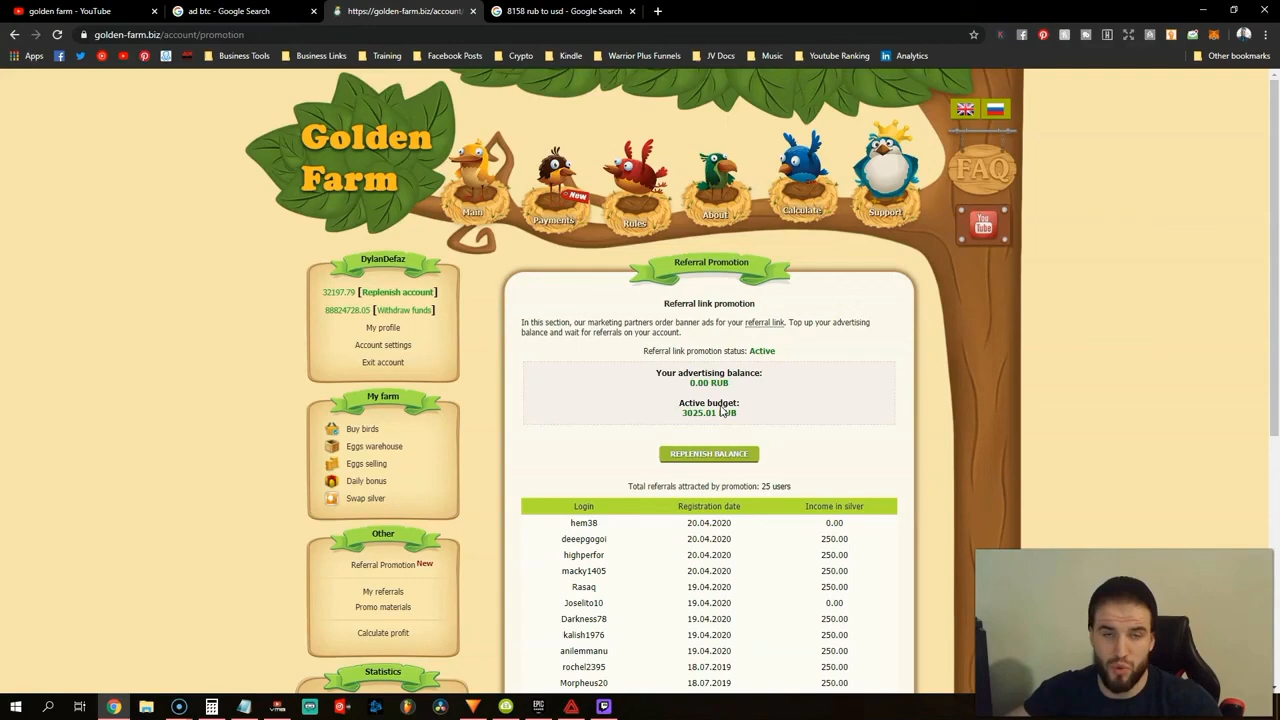 golden farm - YouTube
ad btc - Google Search
https://golden-farm.biz/account/
8158 rub to usd - Google Search
golden-farm.biz/account/promotion
Apps
Business Tools
Business Links
Training
Facebook Posts
Crypto
Kindle
Warrior Plus Funnels
JV Docs
Music
Youtube Ranking
Analytics
Other bookmarks
Golden
Farm
Main
Payments
New
Rules
About
Calculate
Support
FAQ
You
Tube
DylanDefaz
32197.79 [Replenish account]
88824728.05 [Withdraw funds]
My profile
Account settings
Exit account
My farm
Buy birds
Eggs warehouse
Eggs selling
Daily bonus
Swap silver
Other
Referral Promotion New
My referrals
Promo materials
Calculate profit
Statistics
Referral Promotion
Referral link promotion
In this section, our marketing partners order banner ads for your referral link. Top up your advertising
balance and wait for referrals on your account.
Referral link promotion status: Active
Your advertising balance:
0.00 RUB
Active budget:
3025.01 RUB
REPLENISH BALANCE
Total referrals attracted by promotion: 25 users
Login Registration date Income in silver
hem38 20.04.2020 0.00
deeepgogoi 20.04.2020 250.00
highperfor 20.04.2020 250.00
macky1405 20.04.2020 250.00
Rasaq 19.04.2020 250.00
Joselito10 19.04.2020 0.00
Darkness78 19.04.2020 250.00
kalish1976 19.04.2020 250.00
anilemmanu 19.04.2020 250.00
rochel2395 18.07.2019 250.00
Morpheus20 18.07.2019 250.00